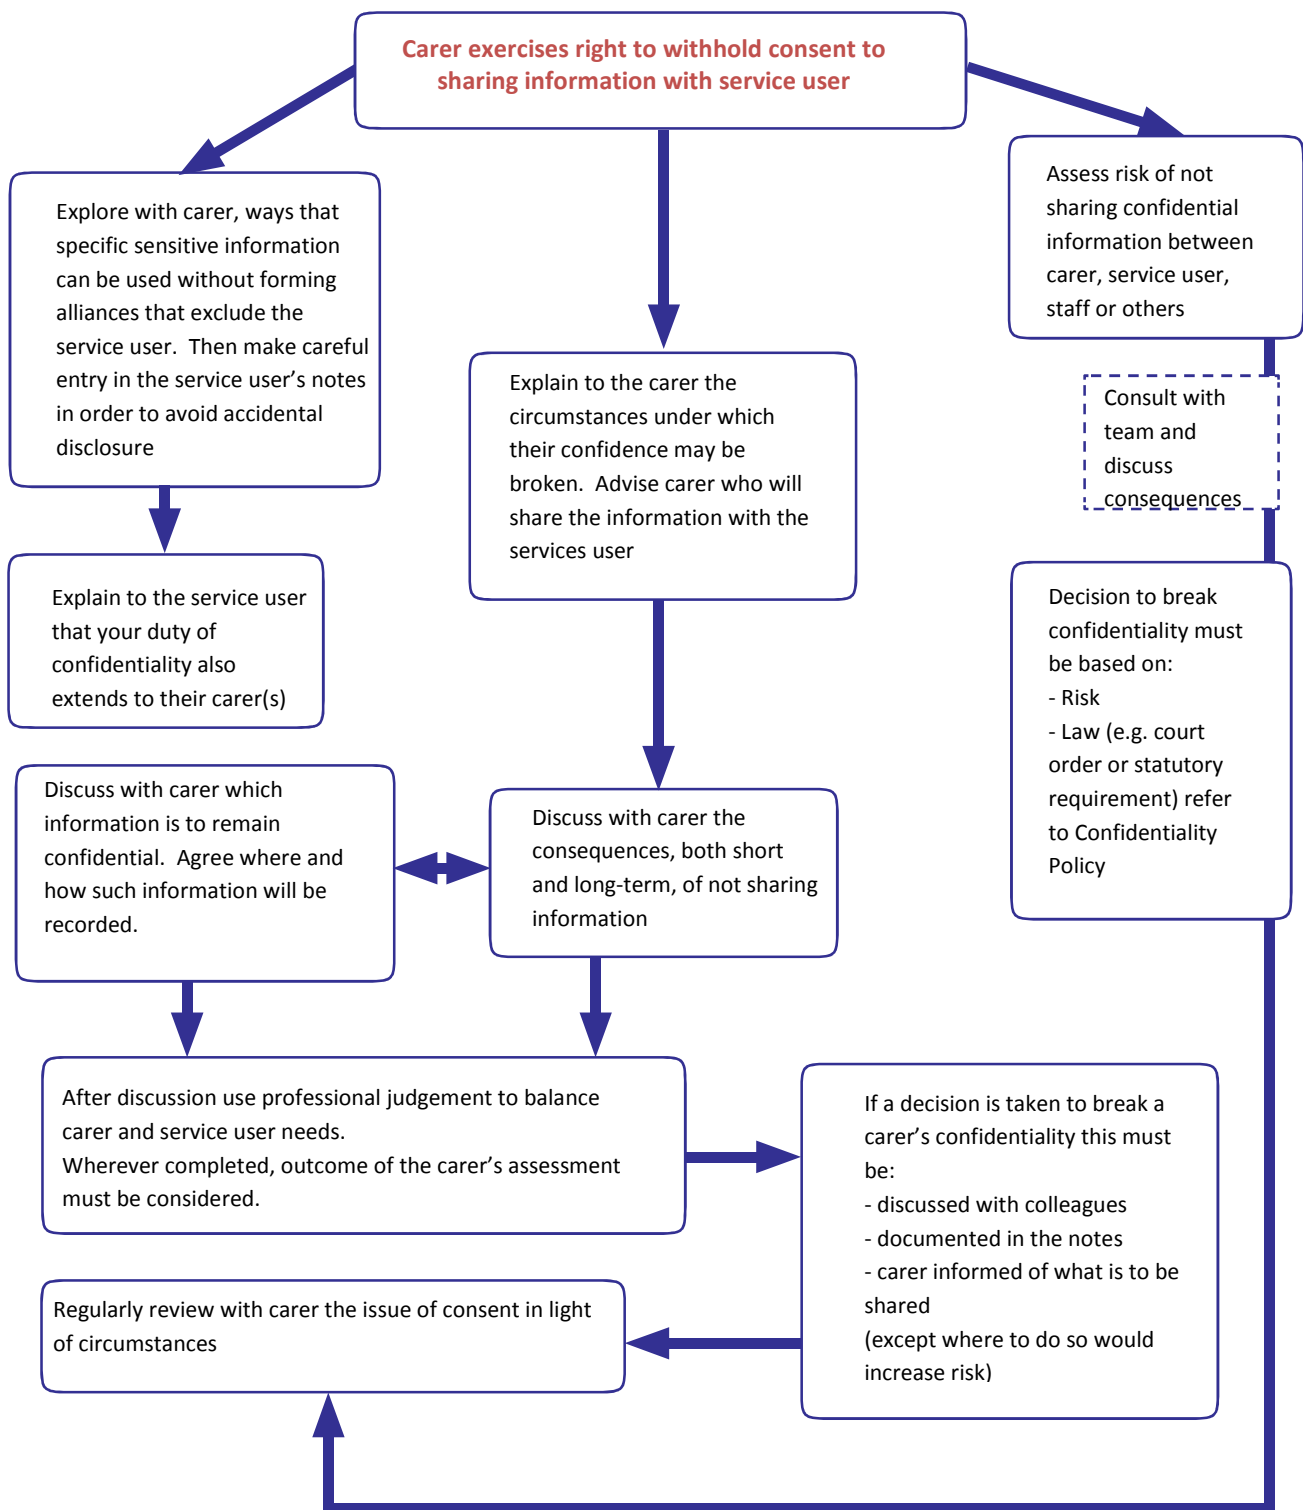 Carer exercises right to withhold consent to
sharing information with service user
Explore with carer, ways that
specific sensitive information
can be used without forming
alliances that exclude the
service user.  Then make careful
entry in the service user’s notes
in order to avoid accidental
disclosure
Explain to the carer the
circumstances under which
their confidence may be
broken.  Advise carer who will
share the information with the
services user
Assess risk of not
sharing confidential
information between
carer, service user,
staff or others
Consult with
team and
discuss
consequences
Explain to the service user
that your duty of
confidentiality also
extends to their carer(s)
Decision to break
confidentiality must
be based on:
- Risk
- Law (e.g. court
order or statutory
requirement) refer
to Confidentiality
Policy
Discuss with carer which
information is to remain
confidential.  Agree where and
how such information will be
recorded.
Discuss with carer the
consequences, both short
and long-term, of not sharing
information
After discussion use professional judgement to balance
carer and service user needs.
Wherever completed, outcome of the carer’s assessment
must be considered.
If a decision is taken to break a
carer’s confidentiality this must
be:
- discussed with colleagues
- documented in the notes
- carer informed of what is to be
shared
(except where to do so would
increase risk)
Regularly review with carer the issue of consent in light
of circumstances